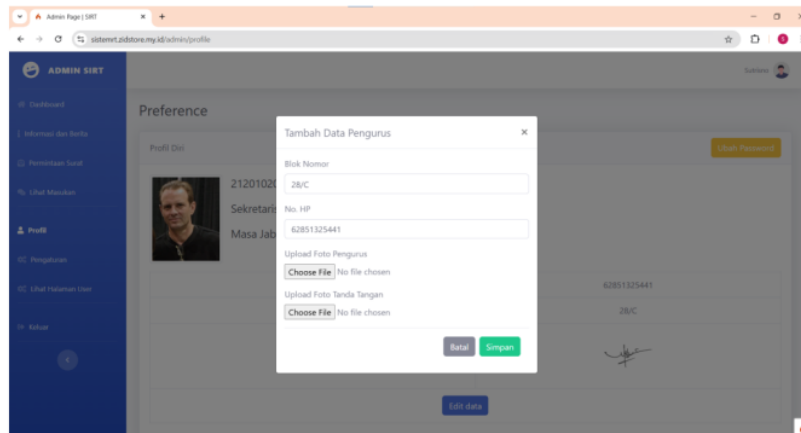 Admin Page | SIRT
sistemrt.zidstore.my.id/admin/profile
ADMIN SIRT
Dashboard
Preference
Informasi dan Berita
Profil Diri
Ubah Password
Permintaan Surat
Lihat Masukan
Profil
Pengaturan
Lihat Halaman User
Keluar
2120102
Sekretaris
Masa Jab
Tambah Data Pengurus
×
Blok Nomor
28/C
No. HP
62851325441
Upload Foto Pengurus
Choose File No file chosen
Upload Foto Tanda Tangan
Choose File No file chosen
Batal Simpan
62851325441
28/C
Edit data